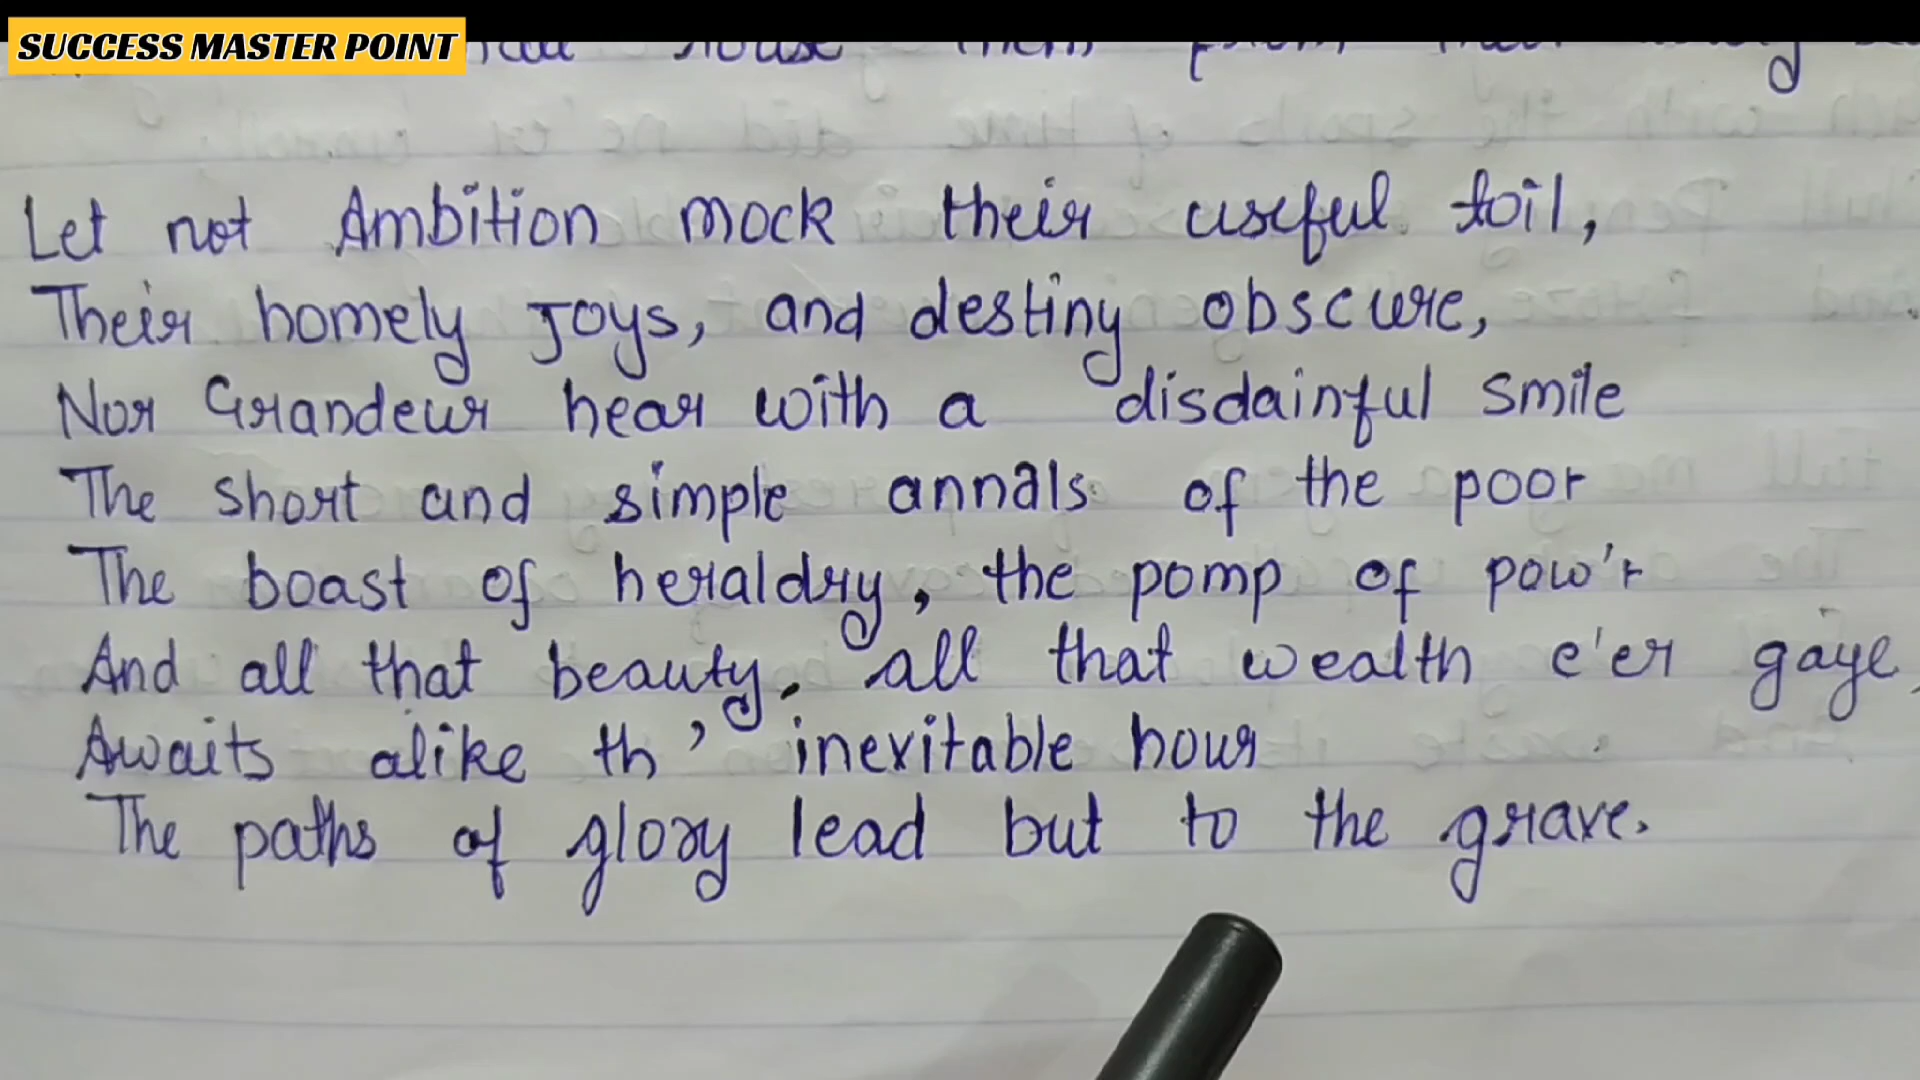 SUCCESS MASTER POINT
them from their
Let not Ambition mock their useful toil,
Their homely Joys, and destiny obscure,
Nor Grandeur hear with a disdainful smile
The short and simple annals of the poor
The boast of heraldry, the pomp of pow'r
And all that beauty, all that wealth e'er gave,
Awaits alike th' inevitable hour
The paths of glory lead but to the grave.